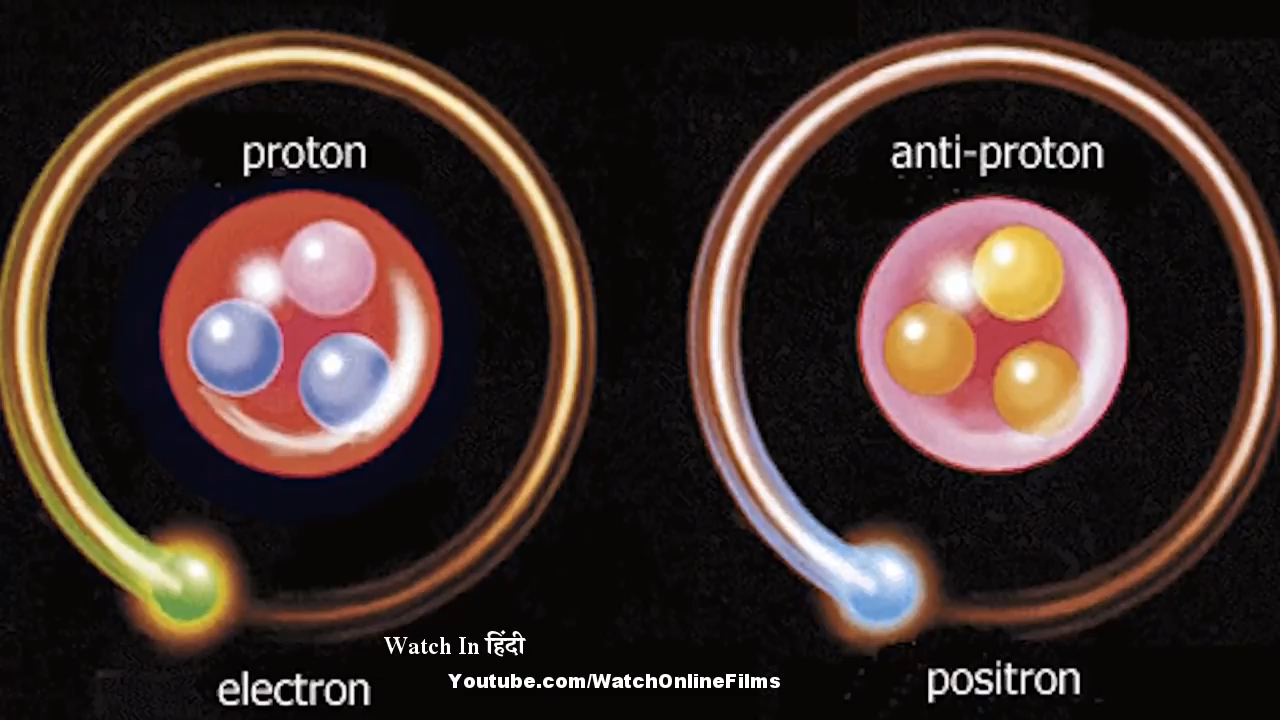 proton
anti-proton
Watch In हिंदी
electron
Youtube.com/WatchOnlineFilms
positron